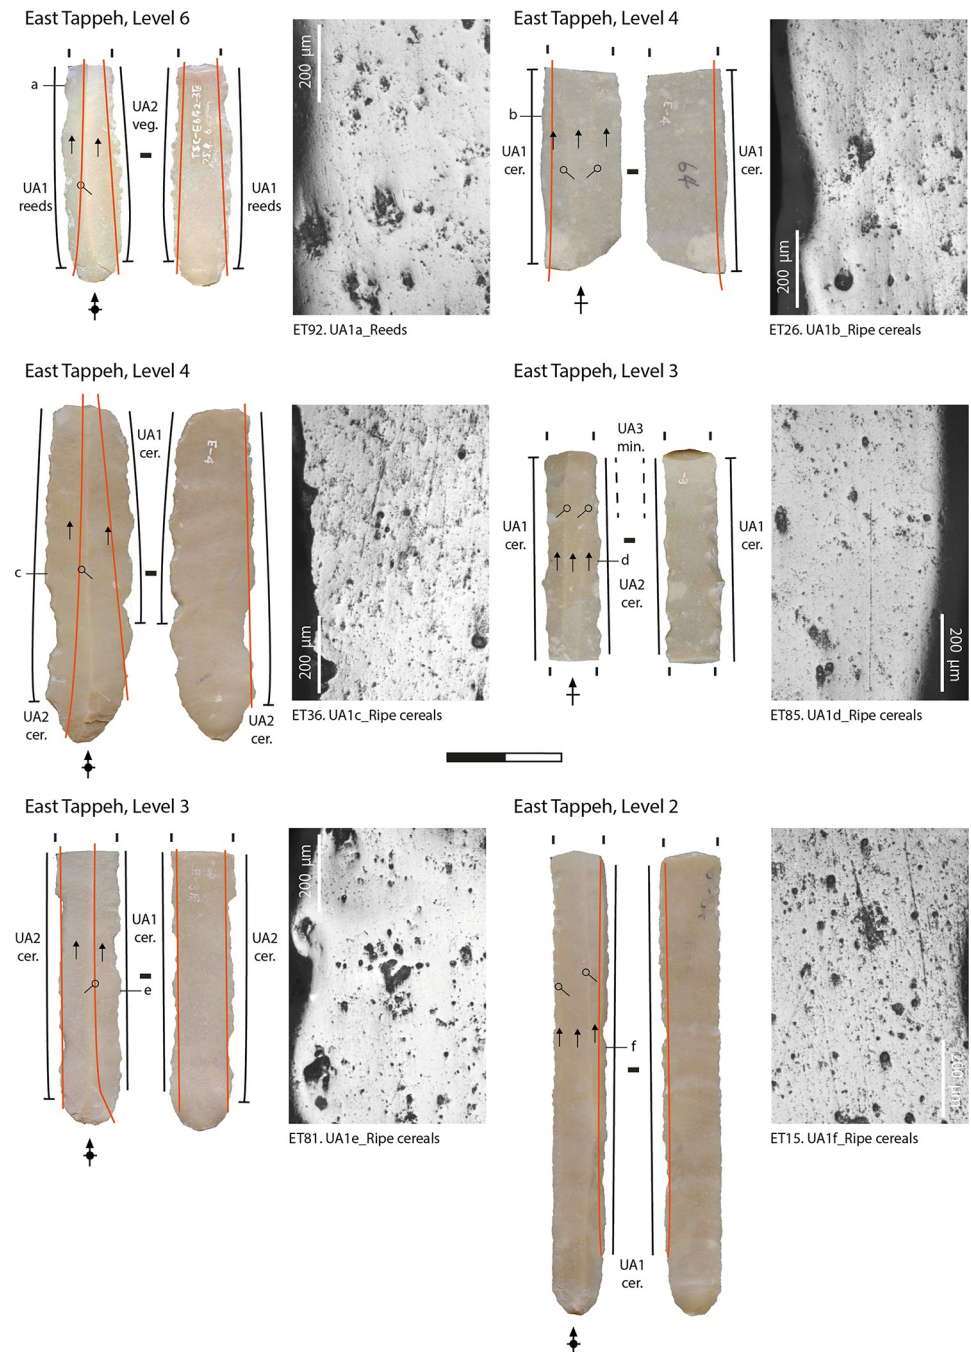 East Tappeh, Level 6
a
UA2
veg.
UA1
reeds
UA1
reeds
200 µm
ET92. UA1a_Reeds
East Tappeh, Level 4
b
UA1
cer.
E-4
64
UA1
cer.
200 µm
ET26. UA1b_Ripe cereals
East Tappeh, Level 4
UA1
cer.
E-4
c
UA2
cer.
UA2
cer.
200 µm
ET36. UA1c_Ripe cereals
East Tappeh, Level 3
UA3
min.
UA1
cer.
d
UA2
cer.
UA1
cer.
200 µm
ET85. UA1d_Ripe cereals
East Tappeh, Level 3
UA2
cer.
UA1
cer.
e
UA2
cer.
200 µm
ET81. UA1e_Ripe cereals
East Tappeh, Level 2
f
UA1
cer.
200 µm
ET15. UA1f_Ripe cereals